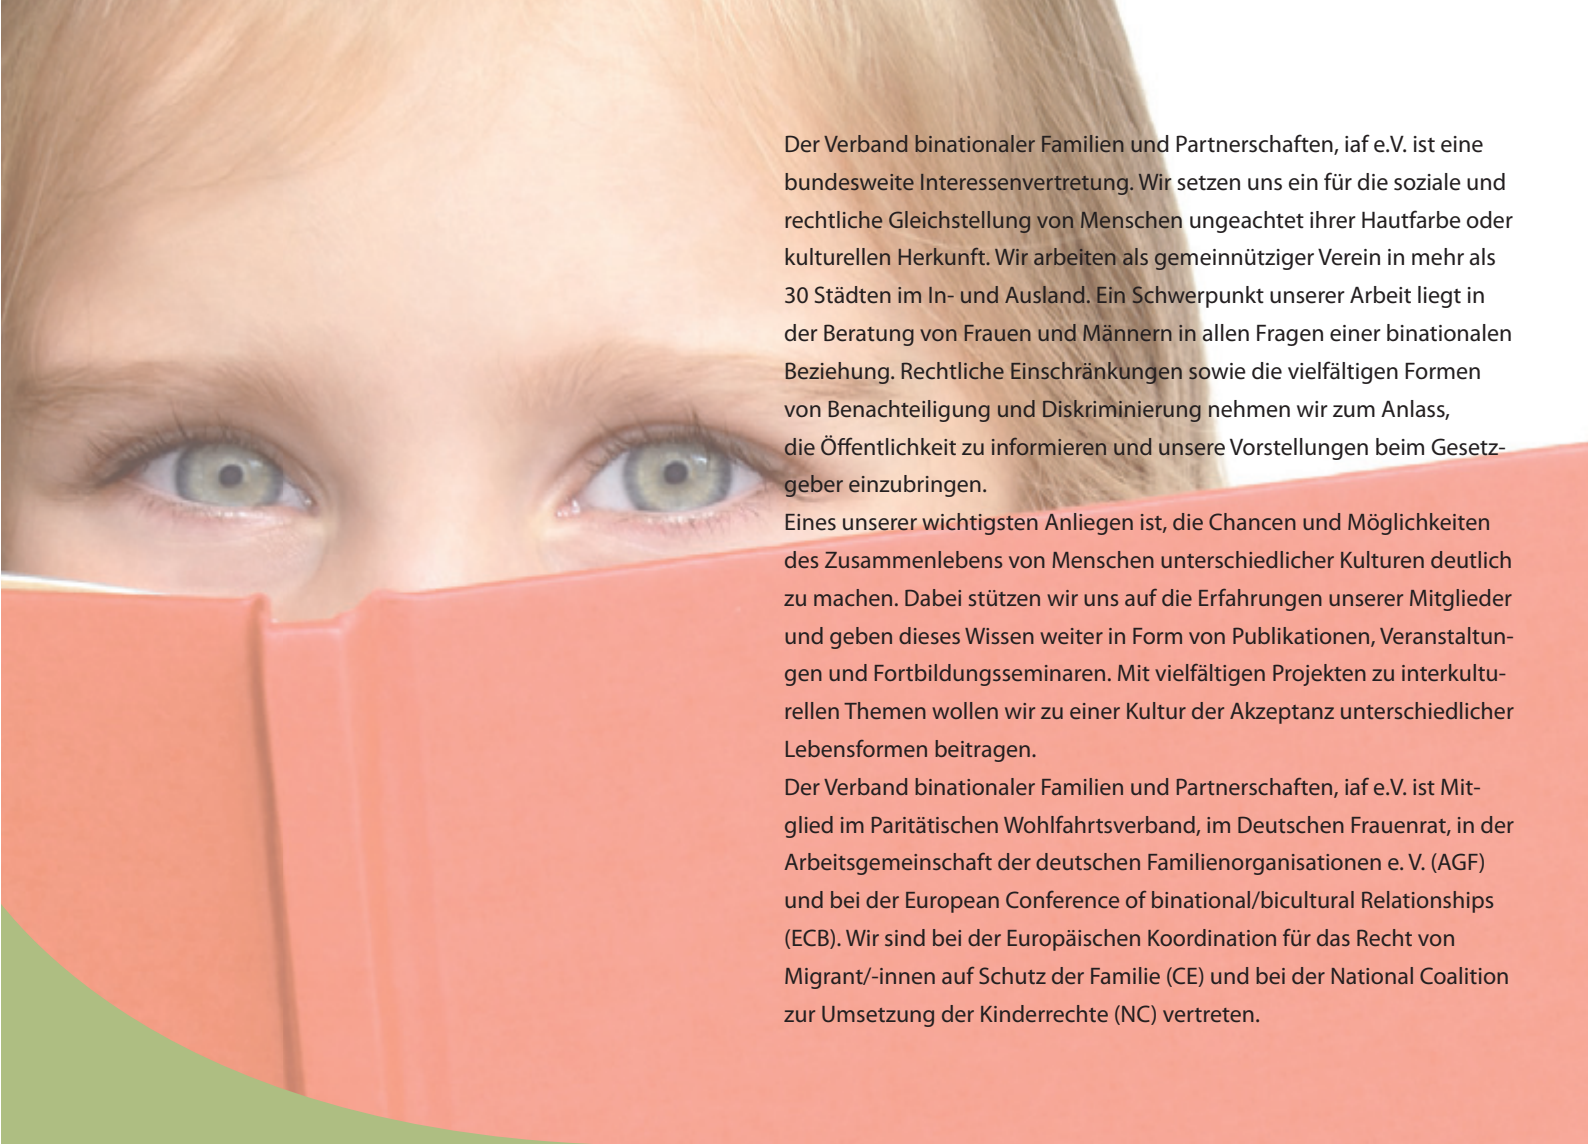 Der Verband binationaler Familien und Partnerschaften, iaf e.V. ist eine
bundesweite Interessenvertretung. Wir setzen uns ein für die soziale und
rechtliche Gleichstellung von Menschen ungeachtet ihrer Hautfarbe oder
kulturellen Herkunft. Wir arbeiten als gemeinnütziger Verein in mehr als
30 Städten im In- und Ausland. Ein Schwerpunkt unserer Arbeit liegt in
der Beratung von Frauen und Männern in allen Fragen einer binationalen
Beziehung. Rechtliche Einschränkungen sowie die vielfältigen Formen
von Benachteiligung und Diskriminierung nehmen wir zum Anlass,
die Öffentlichkeit zu informieren und unsere Vorstellungen beim Gesetz-
geber einzubringen.
Eines unserer wichtigsten Anliegen ist, die Chancen und Möglichkeiten
des Zusammenlebens von Menschen unterschiedlicher Kulturen deutlich
zu machen. Dabei stützen wir uns auf die Erfahrungen unserer Mitglieder
und geben dieses Wissen weiter in Form von Publikationen, Veranstaltun-
gen und Fortbildungsseminaren. Mit vielfältigen Projekten zu interkultu-
rellen Themen wollen wir zu einer Kultur der Akzeptanz unterschiedlicher
Lebensformen beitragen.
Der Verband binationaler Familien und Partnerschaften, iaf e.V. ist Mit-
glied im Paritätischen Wohlfahrtsverband, im Deutschen Frauenrat, in der
Arbeitsgemeinschaft der deutschen Familienorganisationen e. V. (AGF)
und bei der European Conference of binational/bicultural Relationships
(ECB). Wir sind bei der Europäischen Koordination für das Recht von
Migrant/-innen auf Schutz der Familie (CE) und bei der National Coalition
zur Umsetzung der Kinderrechte (NC) vertreten.